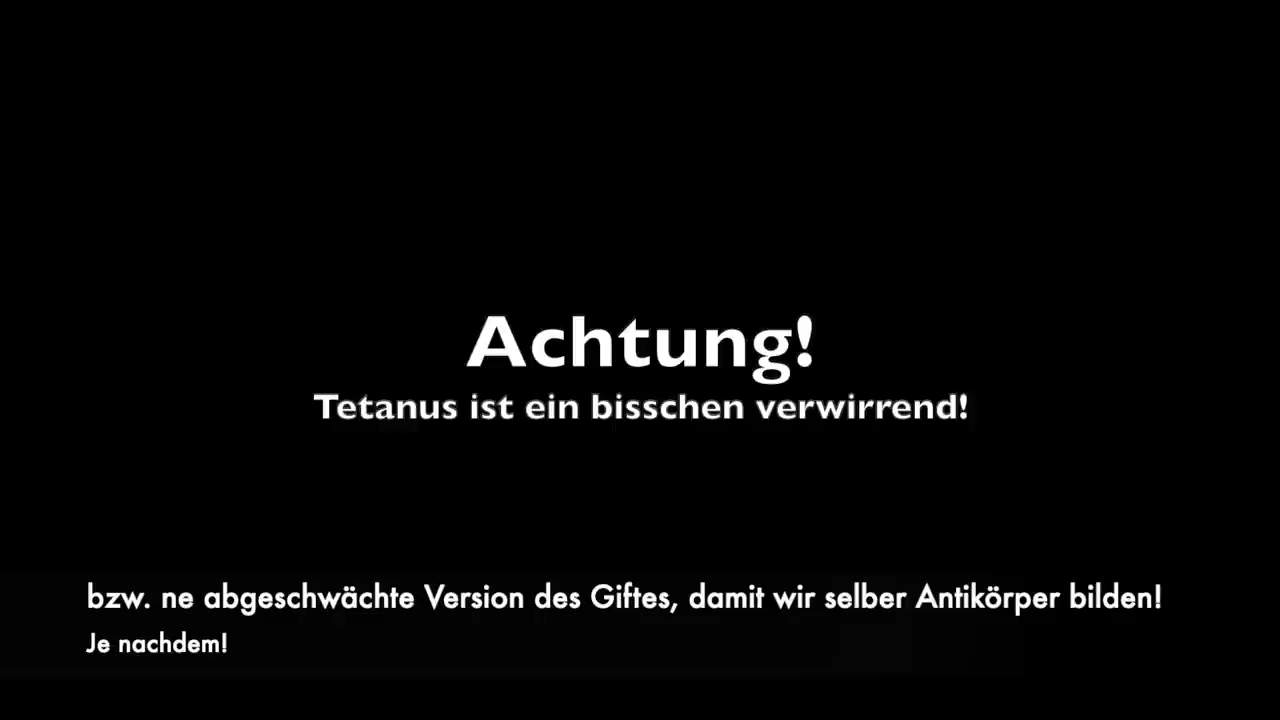 Achtung!
Tetanus ist ein bisschen verwirrend!
bzw. ne abgeschwächte Version des Giftes, damit wir selber Antikörper bilden!
Je nachdem!